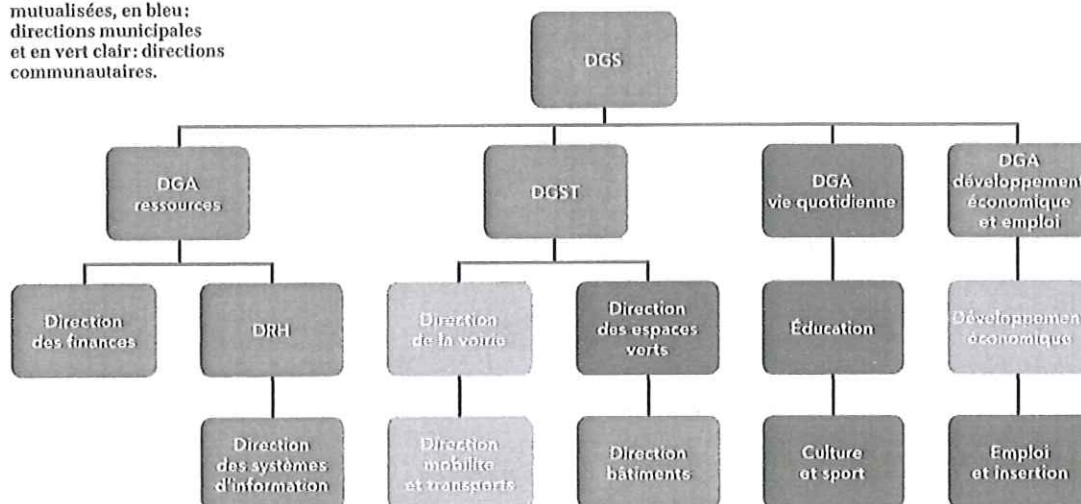 mutualisées, en bleu;
directions municipales
et en vert clair: directions
communautaires.
DGS
DGA
ressources
DGST
DGA
vie quotidienne
DGA
développement
économique
et emploi
Direction
des finances
DRH
Direction
de la voirie
Direction
des espaces
verts
Éducation
Développement
économique
Direction
des systèmes
d'information
Direction
mobilité
et transports
Direction
bâtiments
Culture
et sport
Emploi
et insertion